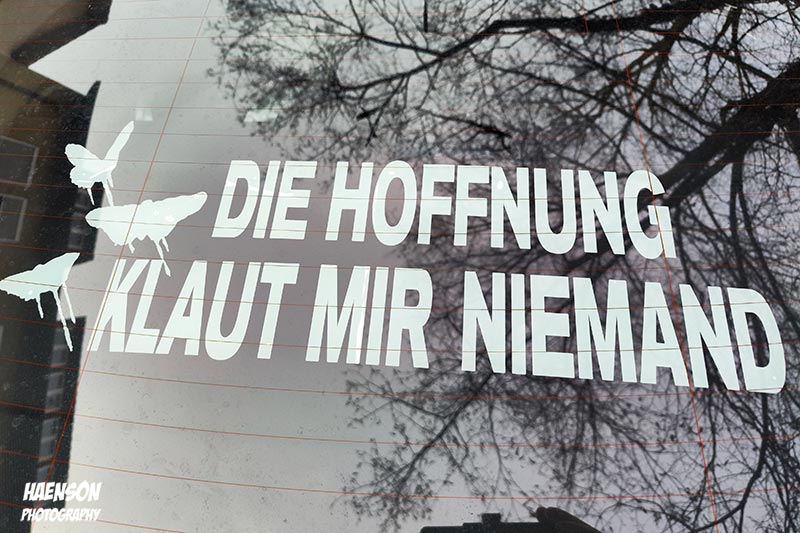 DIE HOFFNUNG
KLAUT MIR NIEMAND
HAENSON
PHOTOGRAPHY